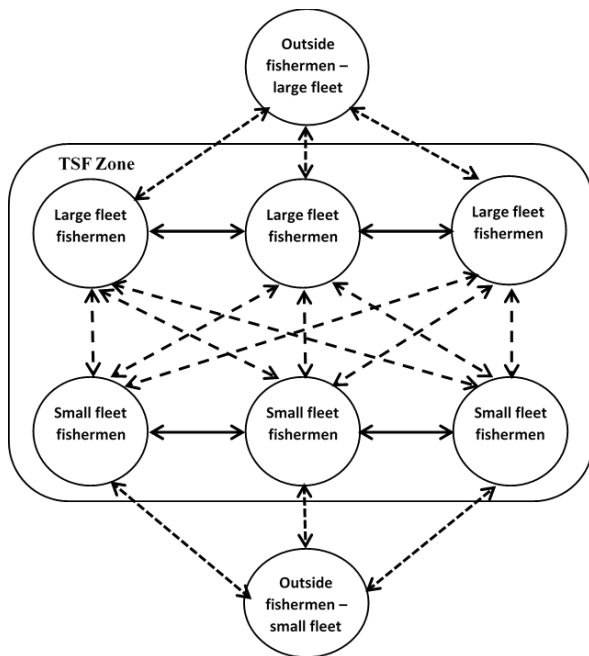 Outside
fishermen –
large fleet
TSF Zone
Large fleet
fishermen
Large fleet
fishermen
Large fleet
fishermen
Small fleet
fishermen
Small fleet
fishermen
Small fleet
fishermen
Outside
fishermen –
small fleet